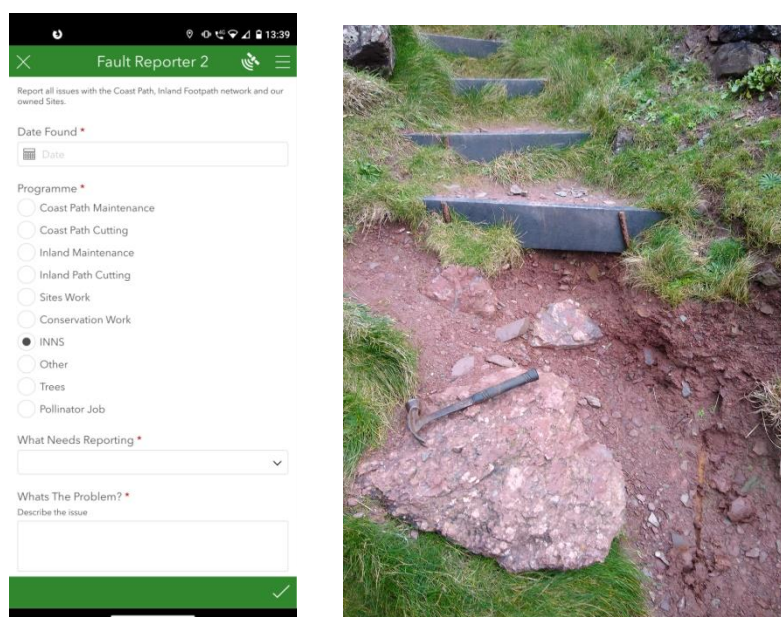 13:39
Fault Reporter 2
Report all issues with the Coast Path, Inland Footpath network and our
owned Sites.
Date Found *
Date
Programme *
Coast Path Maintenance
Coast Path Cutting
Inland Maintenance
Inland Path Cutting
Sites Work
Conservation Work
INNS
Other
Trees
Pollinator Job
What Needs Reporting *
Whats The Problem? *
Describe the issue